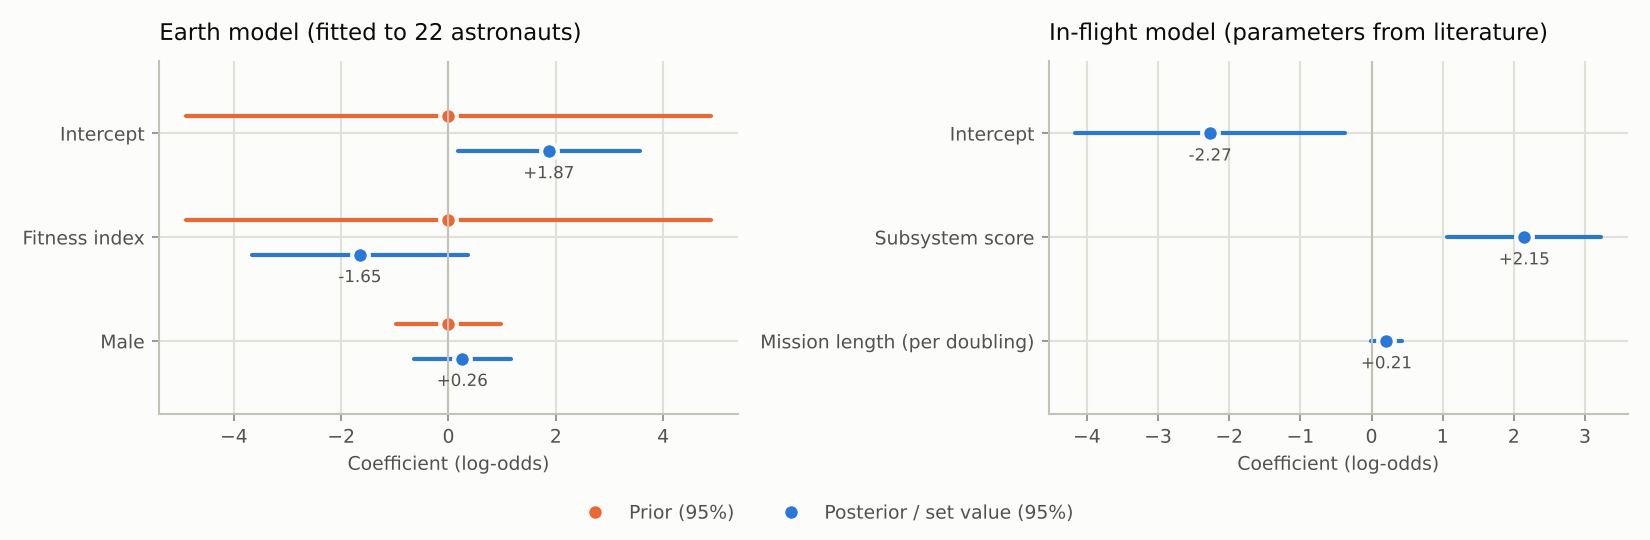 Earth model (fitted to 22 astronauts)
Intercept
+1.87
Fitness index
-1.65
Male
+0.26
−4 −2 0 2 4
Coefficient (log-odds)
In-flight model (parameters from literature)
Intercept
-2.27
Subsystem score
+2.15
Mission length (per doubling)
+0.21
−4 −3 −2 −1 0 1 2 3
Coefficient (log-odds)
Prior (95%) Posterior / set value (95%)